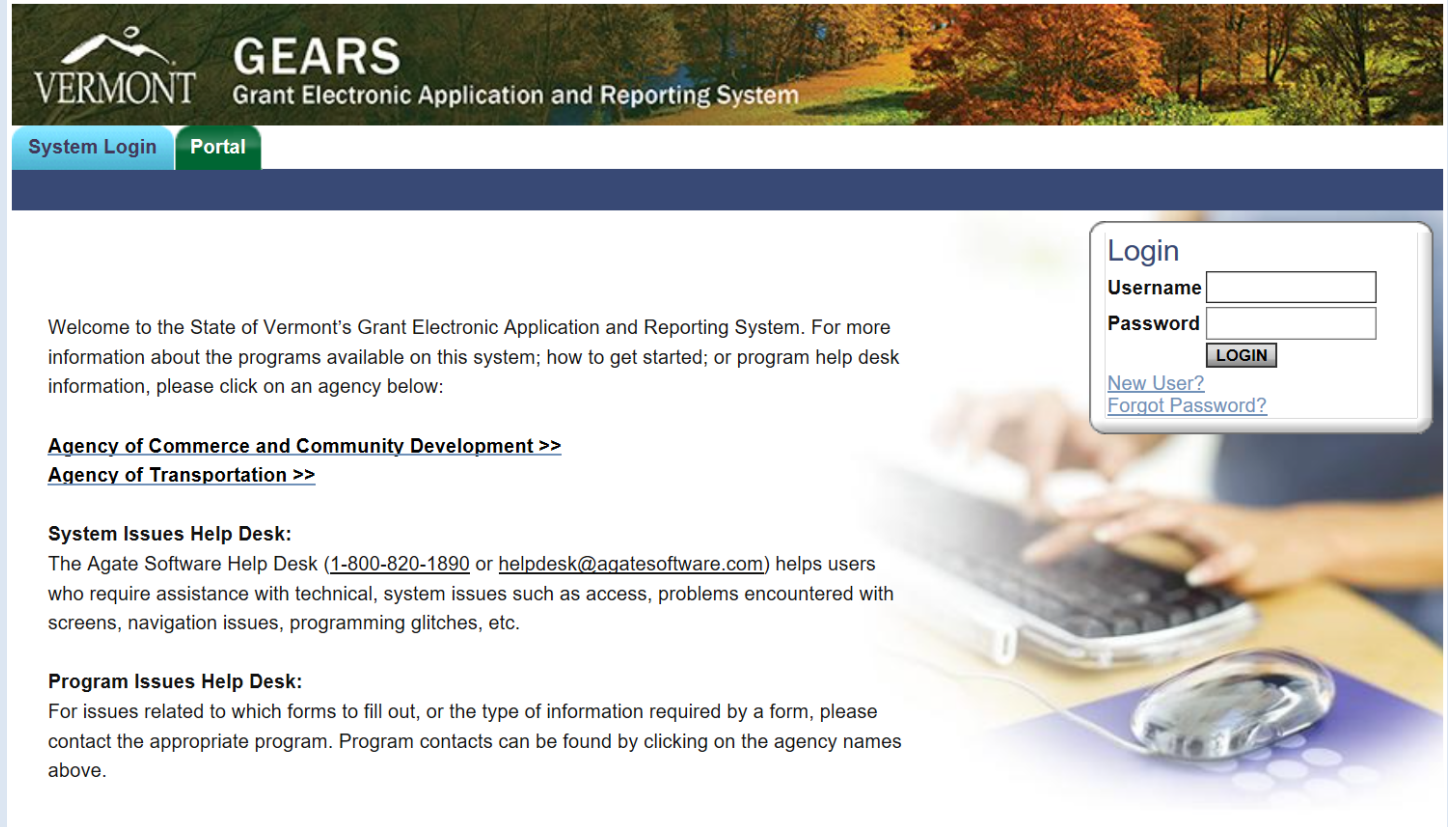 VERMONT
GEARS
Grant Electronic Application and Reporting System
System Login
Portal
Login
Username
Password
LOGIN
New User?
Forgot Password?
Welcome to the State of Vermont's Grant Electronic Application and Reporting System. For more
information about the programs available on this system; how to get started; or program help desk
information, please click on an agency below:
Agency of Commerce and Community Development >>
Agency of Transportation >>
System Issues Help Desk:
The Agate Software Help Desk (1-800-820-1890 or helpdesk@agatesoftware.com) helps users
who require assistance with technical, system issues such as access, problems encountered with
screens, navigation issues, programming glitches, etc.
Program Issues Help Desk:
For issues related to which forms to fill out, or the type of information required by a form, please
contact the appropriate program. Program contacts can be found by clicking on the agency names
above.